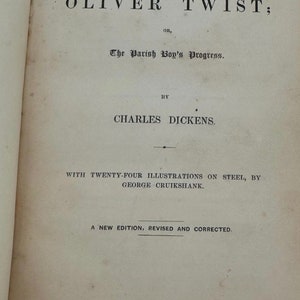 OLIVER TWIST;
OR,
The Parish Boy's Progress.
BY
CHARLES DICKENS.
WITH TWENTY-FOUR ILLUSTRATIONS ON STEEL, BY
GEORGE CRUIKSHANK.
A NEW EDITION, REVISED AND CORRECTED.